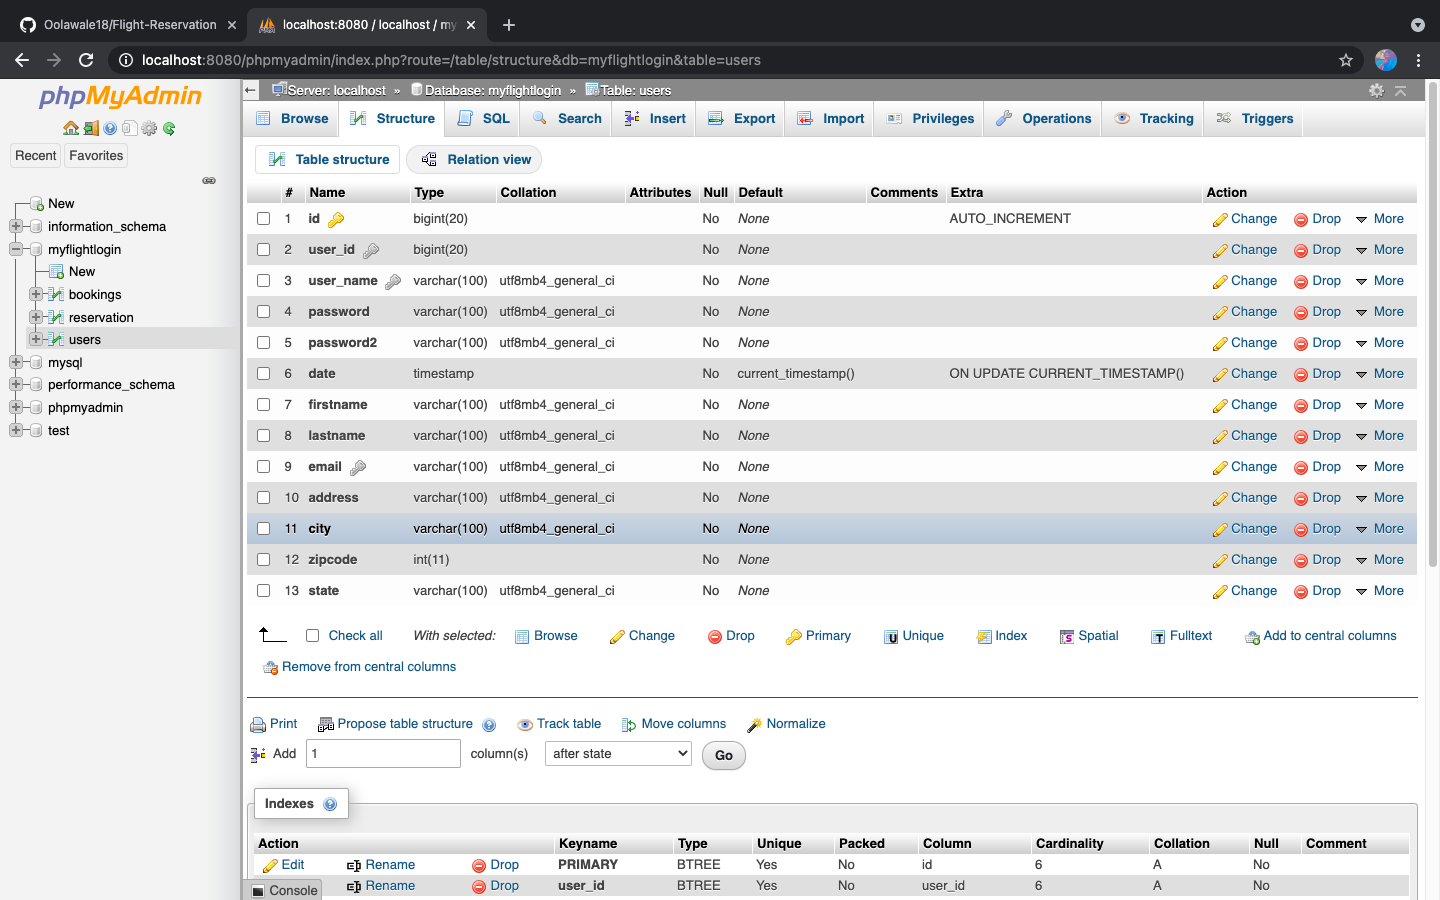 Oolawale18/Flight-Reservation
localhost:8080 / localhost / my
localhost:8080/phpmyadmin/index.php?route=/table/structure&db=myflightlogin&table=users
phpMyAdmin
Recent Favorites
New
information_schema
myflightlogin
New
bookings
reservation
users
mysql
performance_schema
phpmyadmin
test
Server: localhost » Database: myflightlogin » Table: users
Browse Structure SQL Search Insert Export Import Privileges Operations Tracking Triggers
Table structure Relation view
# Name Type Collation Attributes Null Default Comments Extra Action
1 id bigint(20) No None AUTO_INCREMENT Change Drop More
2 user_id bigint(20) No None Change Drop More
3 user_name varchar(100) utf8mb4_general_ci No None Change Drop More
4 password varchar(100) utf8mb4_general_ci No None Change Drop More
5 password2 varchar(100) utf8mb4_general_ci No None Change Drop More
6 date timestamp No current_timestamp() ON UPDATE CURRENT_TIMESTAMP() Change Drop More
7 firstname varchar(100) utf8mb4_general_ci No None Change Drop More
8 lastname varchar(100) utf8mb4_general_ci No None Change Drop More
9 email varchar(100) utf8mb4_general_ci No None Change Drop More
10 address varchar(100) utf8mb4_general_ci No None Change Drop More
11 city varchar(100) utf8mb4_general_ci No None Change Drop More
12 zipcode int(11) No None Change Drop More
13 state varchar(100) utf8mb4_general_ci No None Change Drop More
Check all With selected: Browse Change Drop Primary Unique Index Spatial Fulltext Add to central columns
Remove from central columns
Print Propose table structure Track table Move columns Normalize
Add 1 column(s) after state Go
Indexes
Action Keyname Type Unique Packed Column Cardinality Collation Null Comment
Edit Rename Drop PRIMARY BTREE Yes No id 6 A No
Rename Drop user_id BTREE Yes No user_id 6 A No
Console